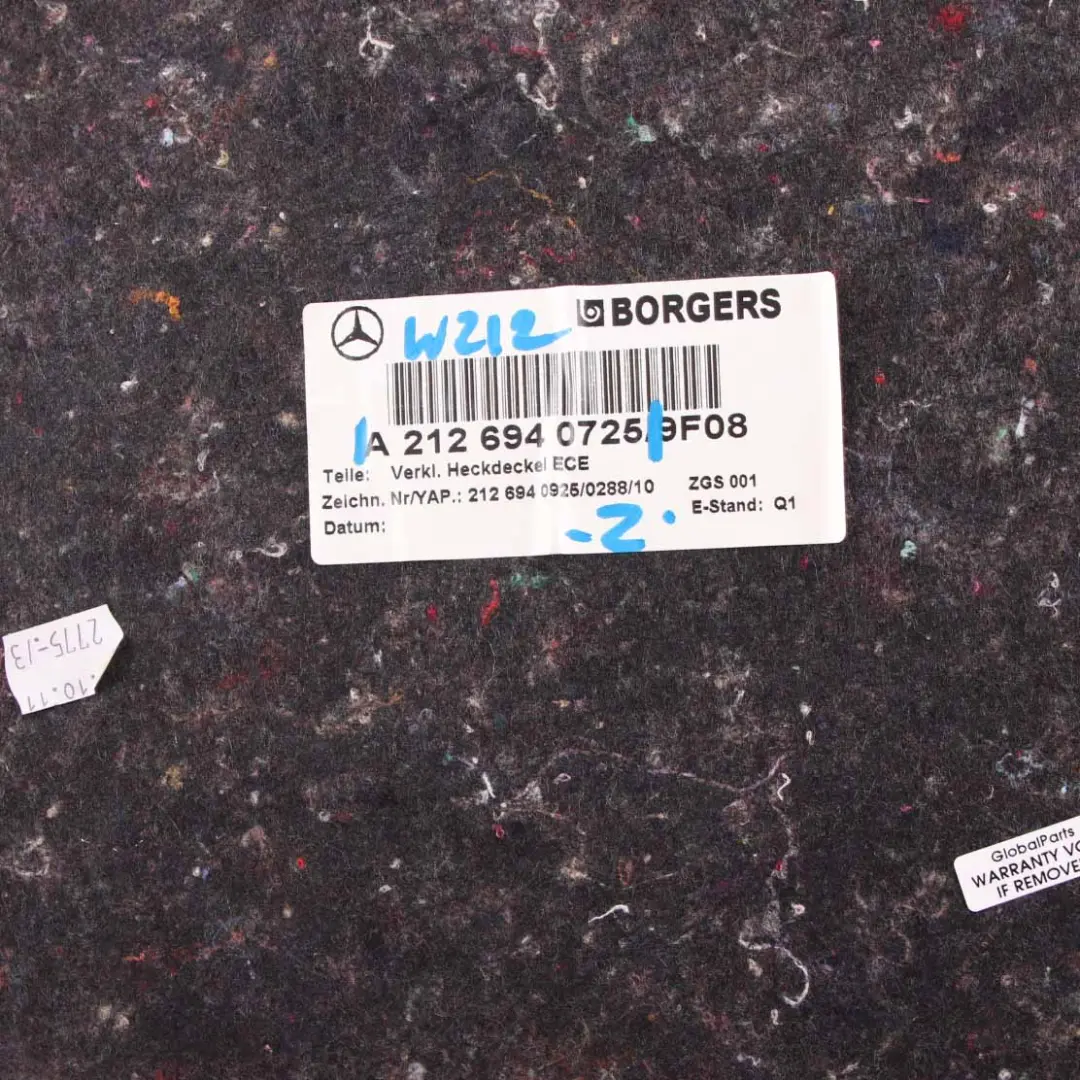 W212 BORGERS
A 212 694 0725/9F08
Teile: Verkl. Heckdeckel ECE
Zeichn. Nr/YAP.: 212 694 0925/0288/10 ZGS 001
Datum: E-Stand: Q1
-2.
2775-/3
.10.11
GlobalParts
WARRANTY VO
IF REMOVE